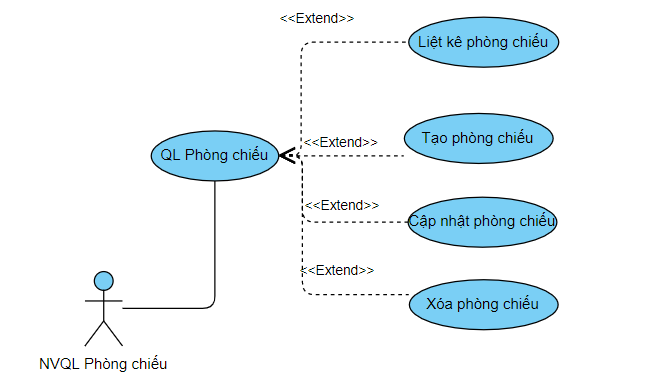 <<Extend>>
Liệt kê phòng chiếu
<<Extend>>
Tạo phòng chiếu
QL Phòng chiếu
<<Extend>>
Cập nhật phòng chiếu
<<Extend>>
Xóa phòng chiếu
NVQL Phòng chiếu